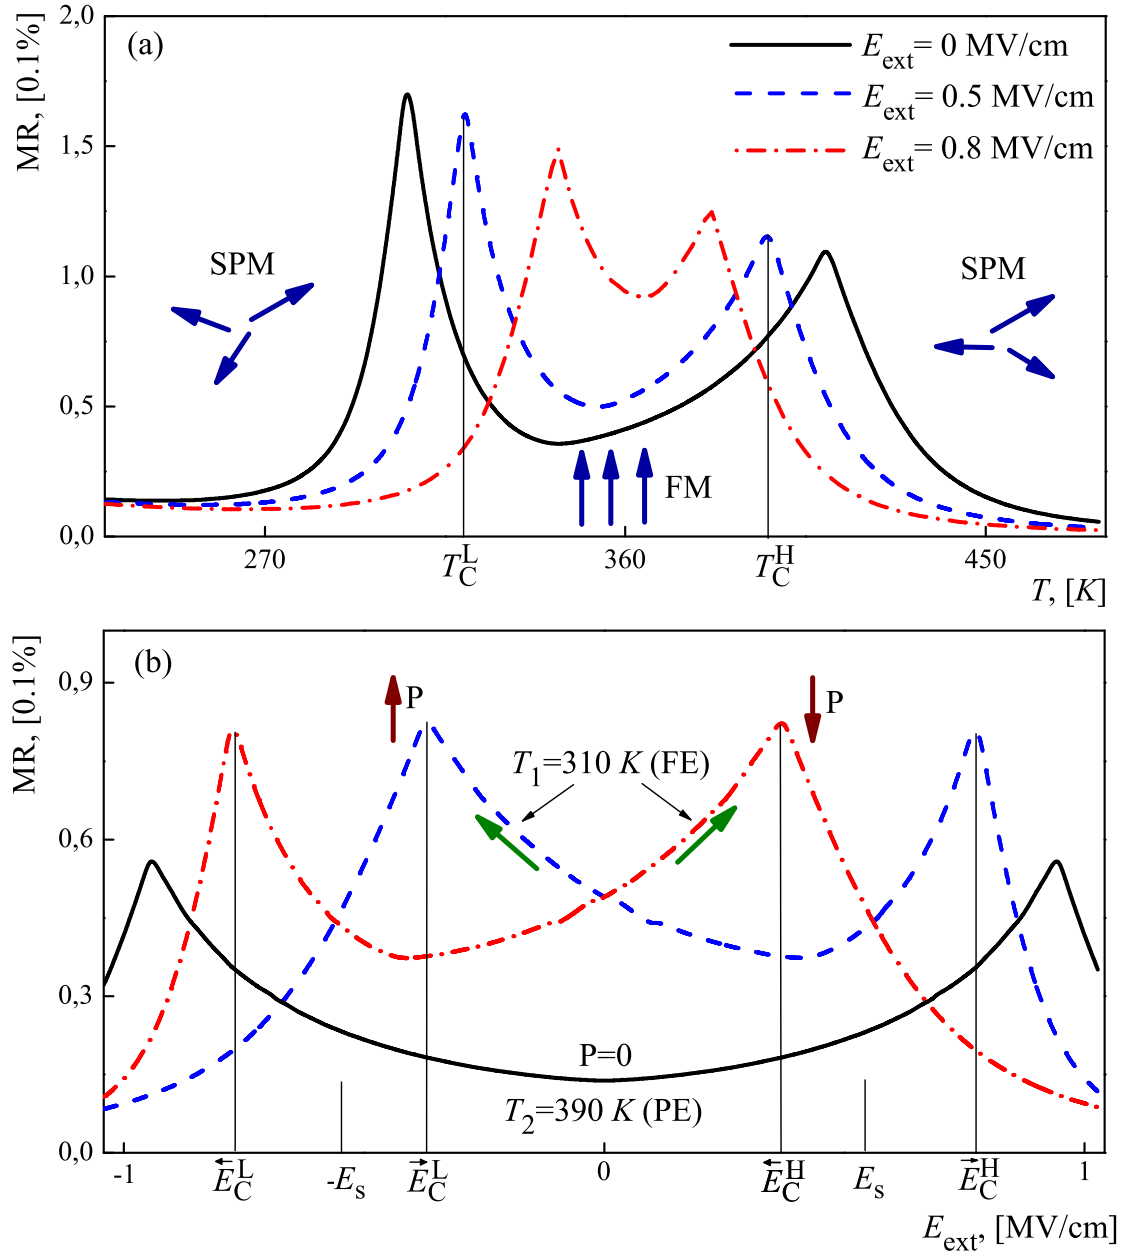 2,0
(a)
E_ext= 0 MV/cm
E_ext= 0.5 MV/cm
E_ext= 0.8 MV/cm
MR, [0.1%]
1,5
1,0
SPM
SPM
0,5
FM
0,0
270
T_C^L
360
T_C^H
450
T, [K]
(b)
MR, [0.1%]
0,9
P
P
T_1=310 K (FE)
0,6
0,3
P=0
T_2=390 K (PE)
0,0
-1
E_C^L
-E_s
E_C^L
0
E_C^H
E_s
E_C^H
1
E_ext, [MV/cm]